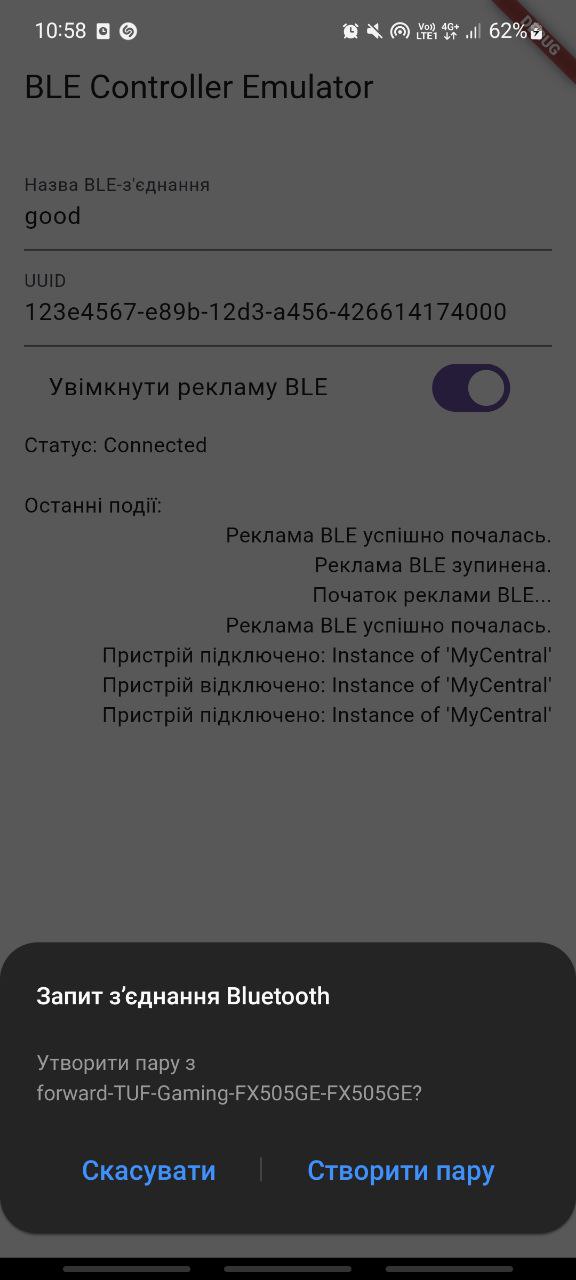 10:58
Vo))
LTE1
4G+
62%
DEBUG
BLE Controller Emulator
Назва BLE-з'єднання
good
UUID
123e4567-e89b-12d3-a456-426614174000
Увімкнути рекламу BLE
Статус: Connected
Останні події:
Реклама BLE успішно почалась.
Реклама BLE зупинена.
Початок реклами BLE...
Реклама BLE успішно почалась.
Пристрій підключено: Instance of 'MyCentral'
Пристрій відключено: Instance of 'MyCentral'
Пристрій підключено: Instance of 'MyCentral'
Запит з’єднання Bluetooth
Утворити пару з
forward-TUF-Gaming-FX505GE-FX505GE?
Скасувати
Створити пару